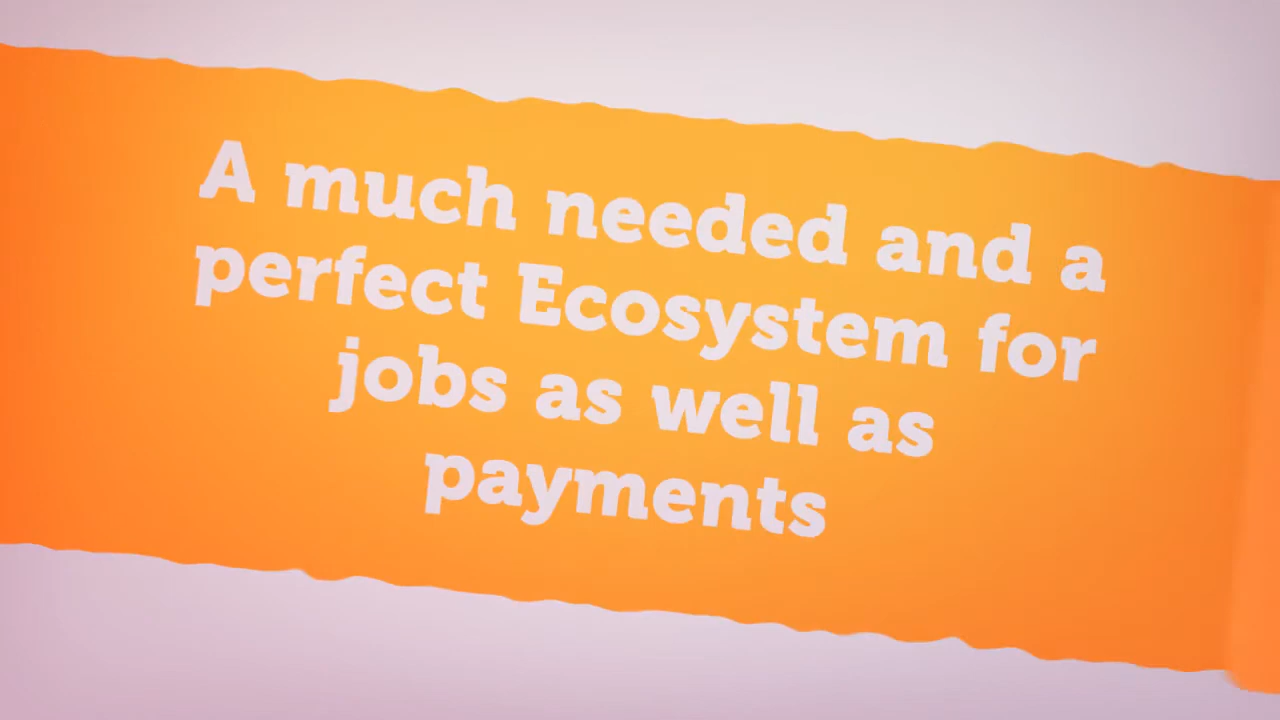 A much needed and a
perfect Ecosystem for
jobs as well as
payments